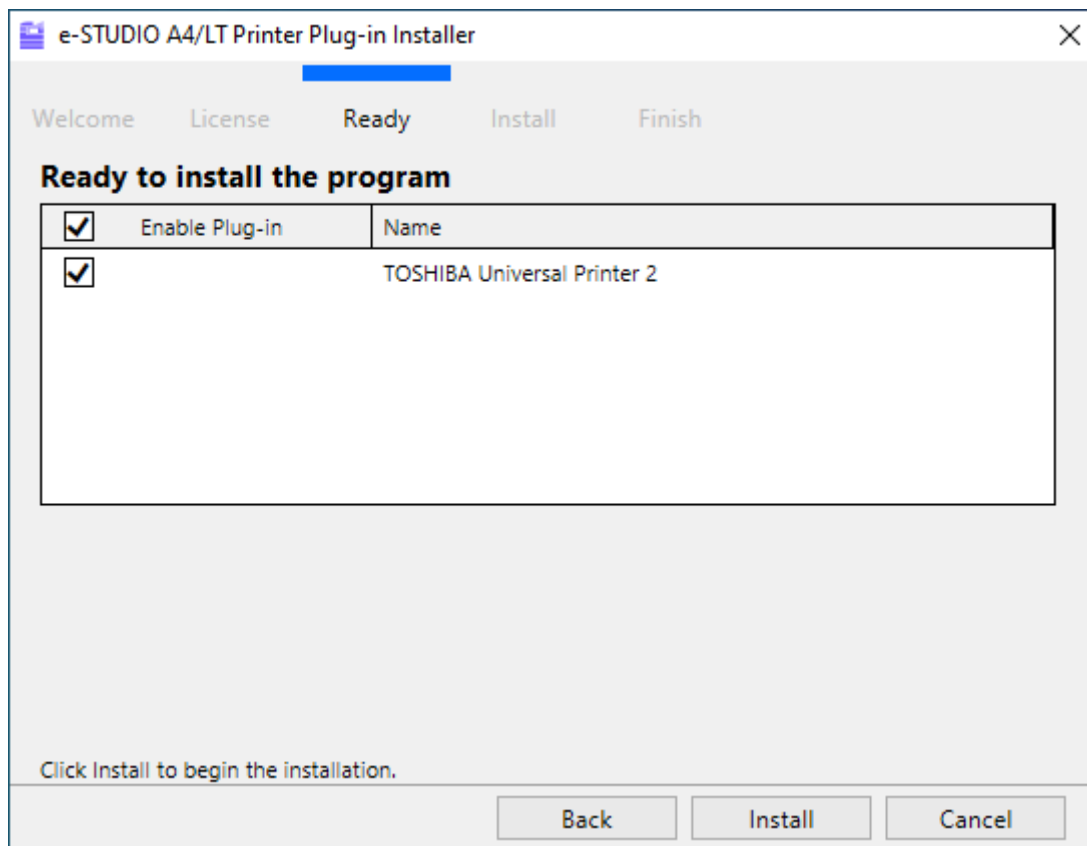 e-STUDIO A4/LT Printer Plug-in Installer
Welcome License Ready Install Finish
Ready to install the program
Enable Plug-in Name
TOSHIBA Universal Printer 2
Click Install to begin the installation.
Back Install Cancel